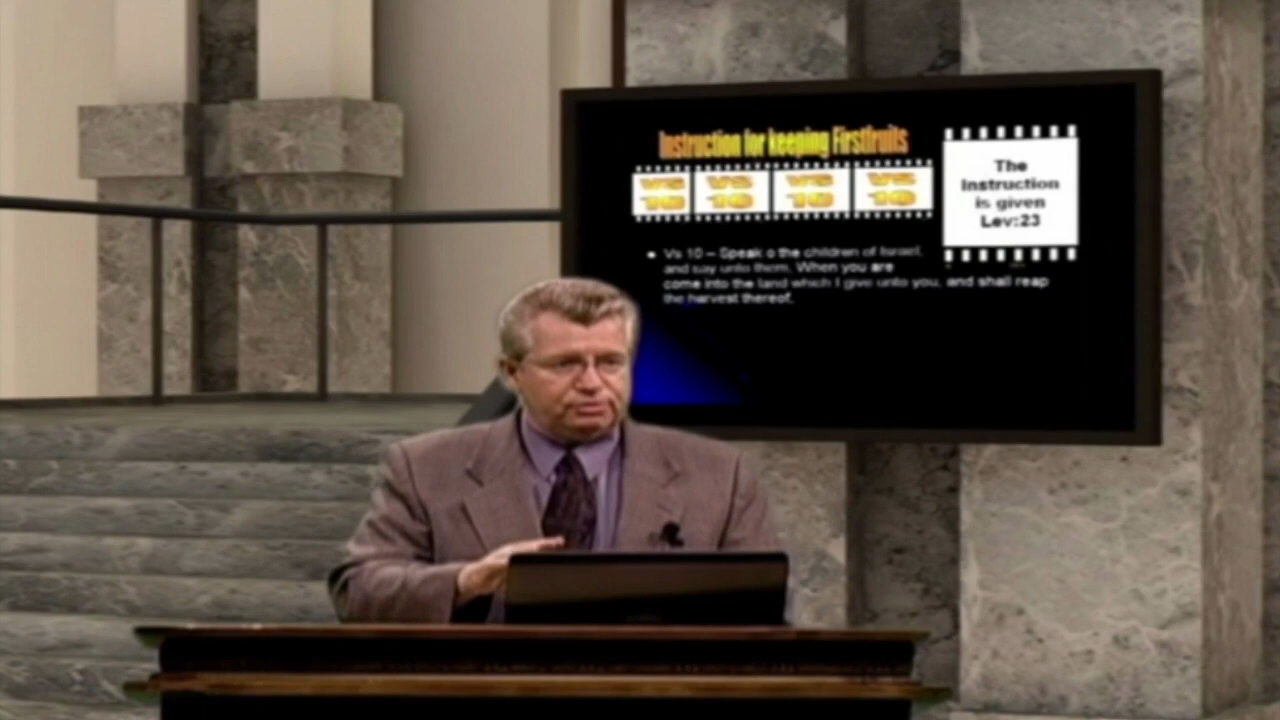 Instruction for keeping Firstfruits
VS VS VS VS
10 10 10 10
The
Instruction
is given
Lev:23
Vs 10 – Speak o the children of Israel,
and say unto them, When you are
come into the land which I give unto you, and shall reap
the harvest thereof,